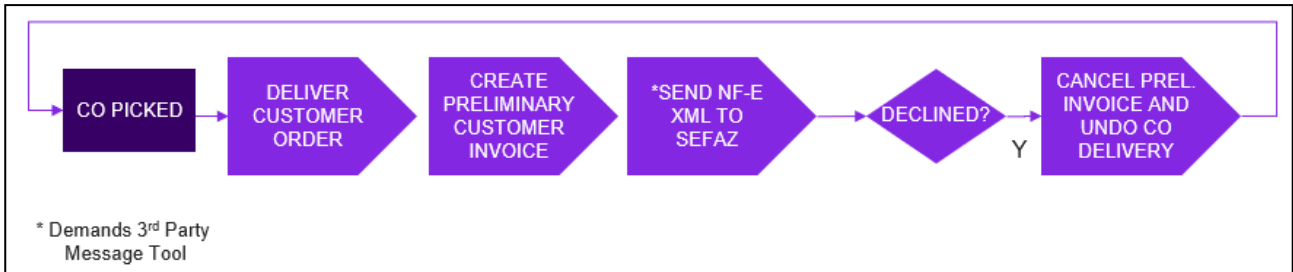 CO PICKED
DELIVER
CUSTOMER
ORDER
CREATE
PRELIMINARY
CUSTOMER
INVOICE
*SEND NF-E
XML TO
SEFAZ
DECLINED?
Y
CANCEL PREL.
INVOICE AND
UNDO CO
DELIVERY
* Demands 3rd Party
Message Tool